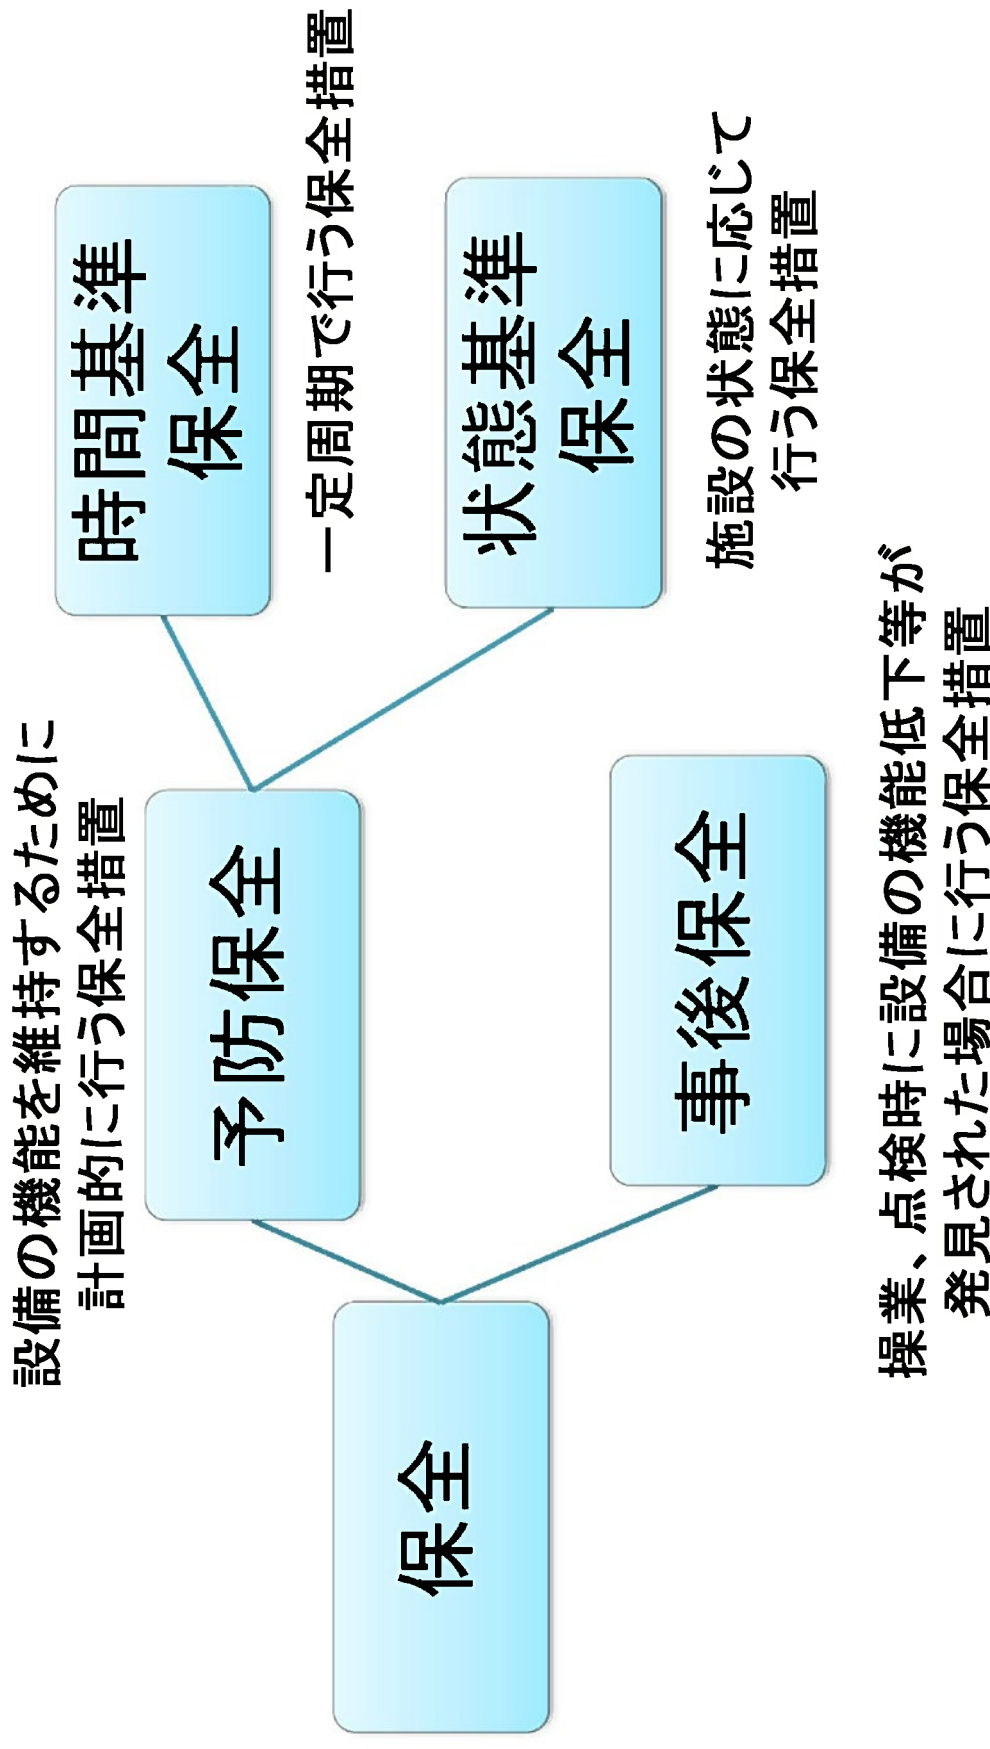 設備の機能を維持するために
計画的に行う保全措置
保全
予防保全
事後保全
操業、点検時に設備の機能低下等が
発見された場合に行う保全措置
時間基準
保全
一定周期で行う保全措置
状態基準
保全
施設の状態に応じて
行う保全措置